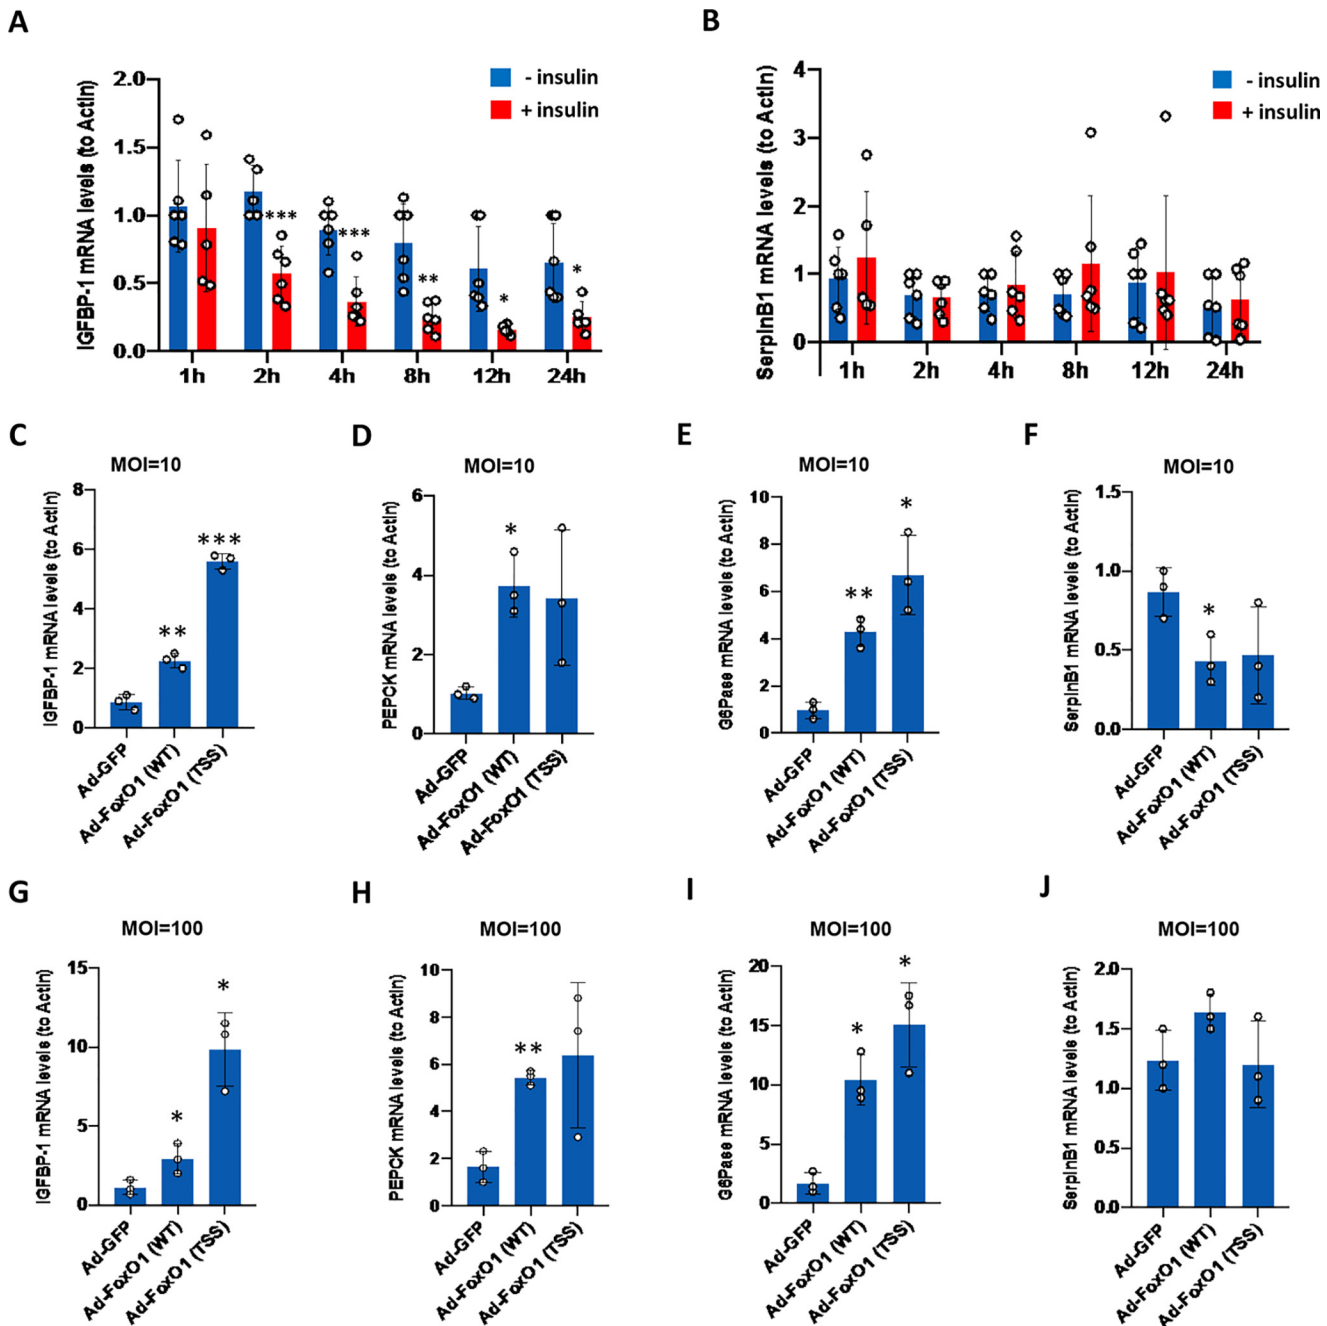 A
IGFBP-1 mRNA levels (to Actin)
2.0
1.5
1.0
0.5
0.0
- insulin
+ insulin
***
***
**
*
*
1h 2h 4h 8h 12h 24h
B
SerpinB1 mRNA levels (to Actin)
4
3
2
1
0
- insulin
+ insulin
1h 2h 4h 8h 12h 24h
C
MOI=10
IGFBP-1 mRNA levels (to Actin)
8
6
4
2
0
**
***
Ad-GFP
Ad-FoxO1 (WT)
Ad-FoxO1 (TSS)
D
MOI=10
PEPCK mRNA levels (to Actin)
6
4
2
0
*
Ad-GFP
Ad-FoxO1 (WT)
Ad-FoxO1 (TSS)
E
MOI=10
G6Pase mRNA levels (to Actin)
10
8
6
4
2
0
**
*
Ad-GFP
Ad-FoxO1 (WT)
Ad-FoxO1 (TSS)
F
MOI=10
SerpinB1 mRNA levels (to Actin)
1.5
1.0
0.5
0.0
*
Ad-GFP
Ad-FoxO1 (WT)
Ad-FoxO1 (TSS)
G
MOI=100
IGFBP-1 mRNA levels (to Actin)
15
10
5
0
*
*
Ad-GFP
Ad-FoxO1 (WT)
Ad-FoxO1 (TSS)
H
MOI=100
PEPCK mRNA levels (to Actin)
10
8
6
4
2
0
**
Ad-GFP
Ad-FoxO1 (WT)
Ad-FoxO1 (TSS)
I
MOI=100
G6Pase mRNA levels (to Actin)
20
15
10
5
0
*
*
Ad-GFP
Ad-FoxO1 (WT)
Ad-FoxO1 (TSS)
J
MOI=100
SerpinB1 mRNA levels (to Actin)
2.0
1.5
1.0
0.5
0.0
Ad-GFP
Ad-FoxO1 (WT)
Ad-FoxO1 (TSS)